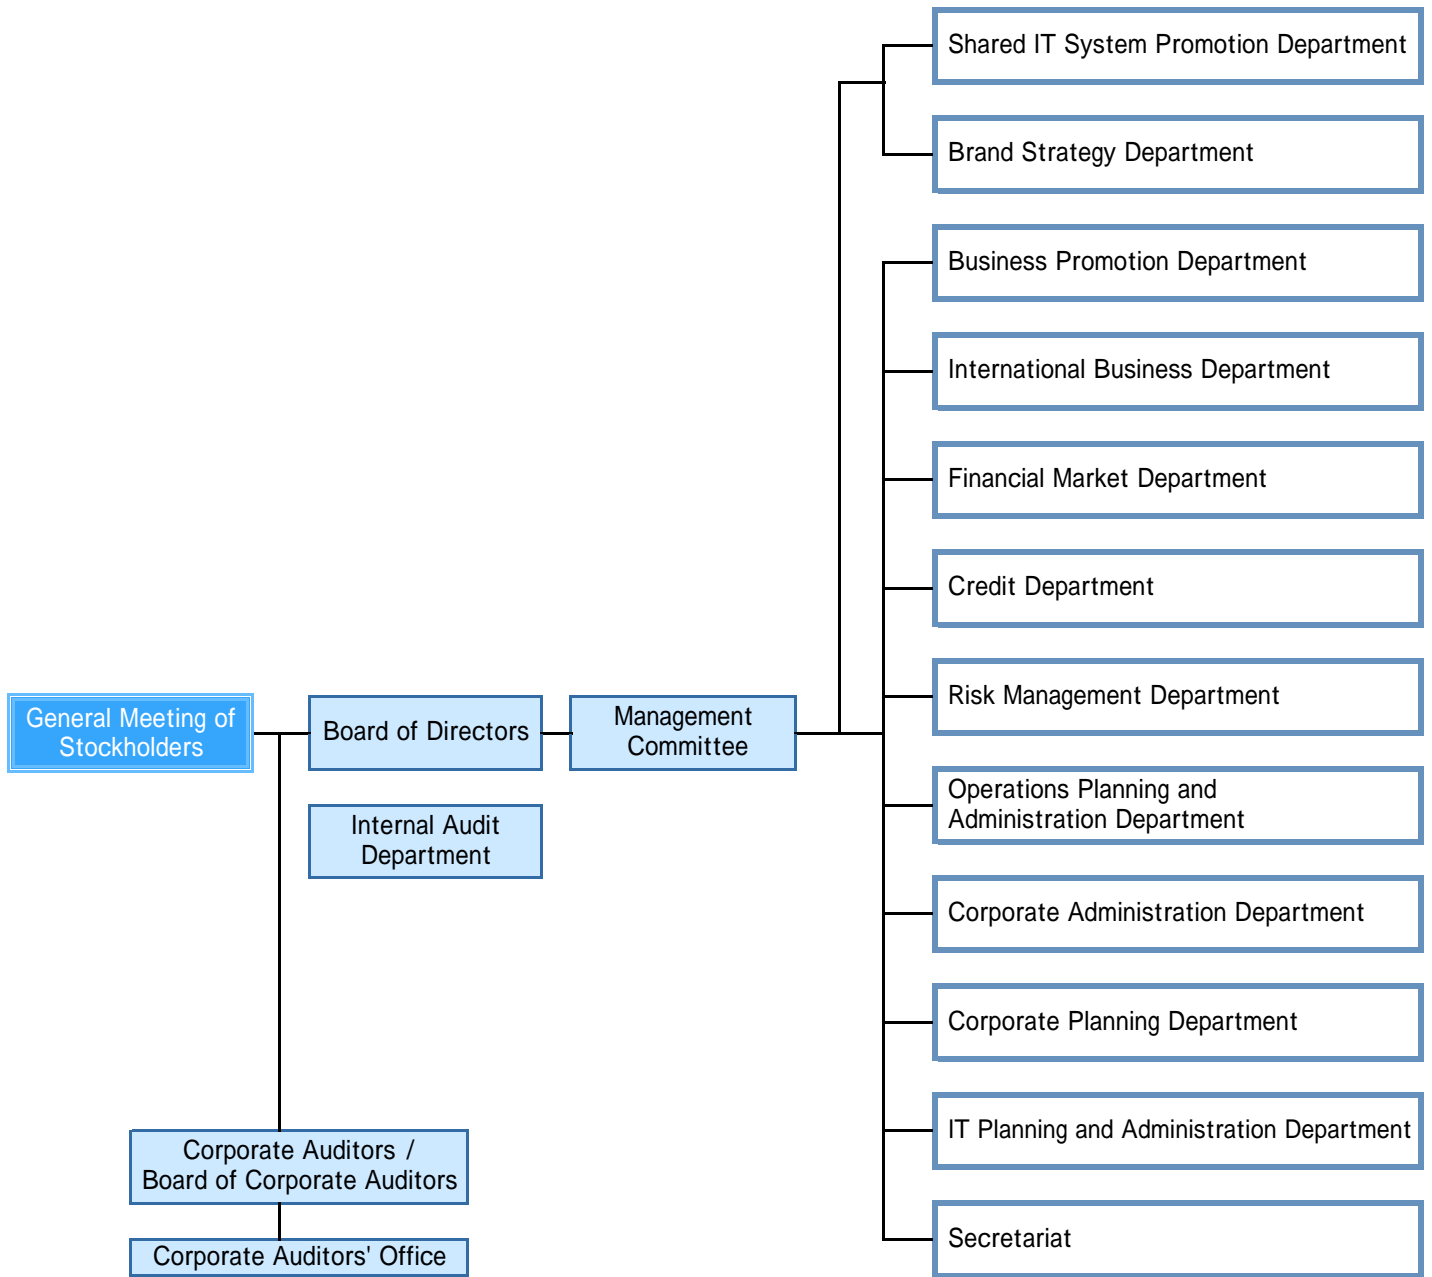 Shared IT System Promotion Department
Brand Strategy Department
Business Promotion Department
International Business Department
Financial Market Department
Credit Department
Risk Management Department
General Meeting of
Stockholders
Board of Directors
Management
Committee
Internal Audit
Department
Operations Planning and
Administration Department
Corporate Administration Department
Corporate Planning Department
IT Planning and Administration Department
Corporate Auditors /
Board of Corporate Auditors
Corporate Auditors' Office
Secretariat